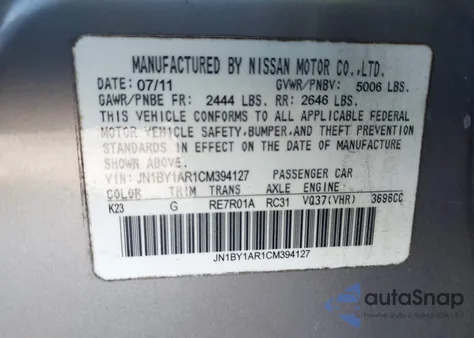 MANUFACTURED BY NISSAN MOTOR CO.,LTD.
DATE: 07/11 GVWR/PNBV: 5006 LBS.
GAWR/PNBE FR: 2444 LBS. RR: 2646 LBS.
THIS VEHICLE CONFORMS TO ALL APPLICABLE FEDERAL
MOTOR VEHICLE SAFETY, BUMPER, AND THEFT PREVENTION
STANDARDS IN EFFECT ON THE DATE OF MANUFACTURE
SHOWN ABOVE.
VIN: JN1BY1AR1CM394127 PASSENGER CAR
COLOR TRIM TRANS AXLE ENGINE
K23 G RE7R01A RC31 VQ37(VHR) 3696CC
JN1BY1AR1CM394127
autoSnap